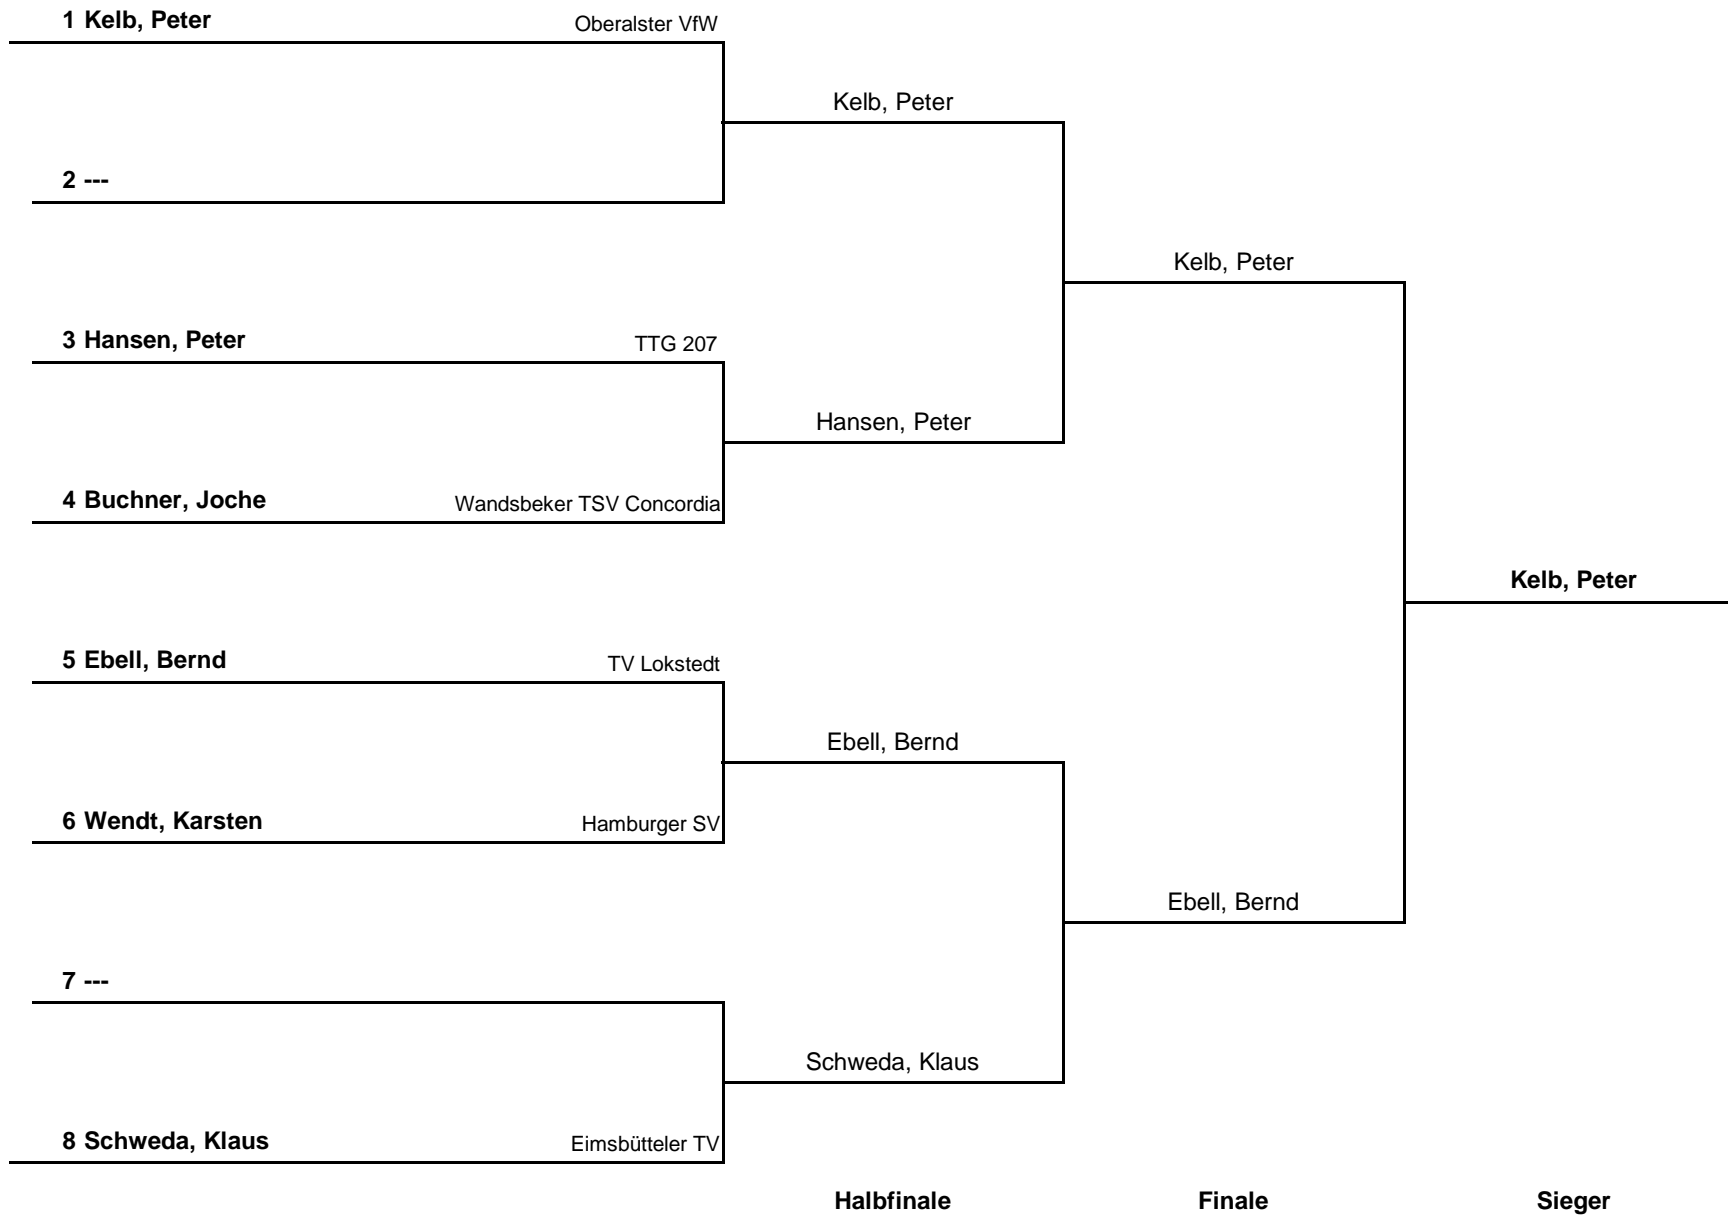 1 Kelb, Peter Oberalster VfW
Kelb, Peter
2 ---
Kelb, Peter
3 Hansen, Peter TTG 207
Hansen, Peter
4 Buchner, Joche Wandsbeker TSV Concordia
Kelb, Peter
5 Ebell, Bernd TV Lokstedt
Ebell, Bernd
6 Wendt, Karsten Hamburger SV
Ebell, Bernd
7 ---
Schweda, Klaus
8 Schweda, Klaus Eimsbütteler TV
Halbfinale Finale Sieger